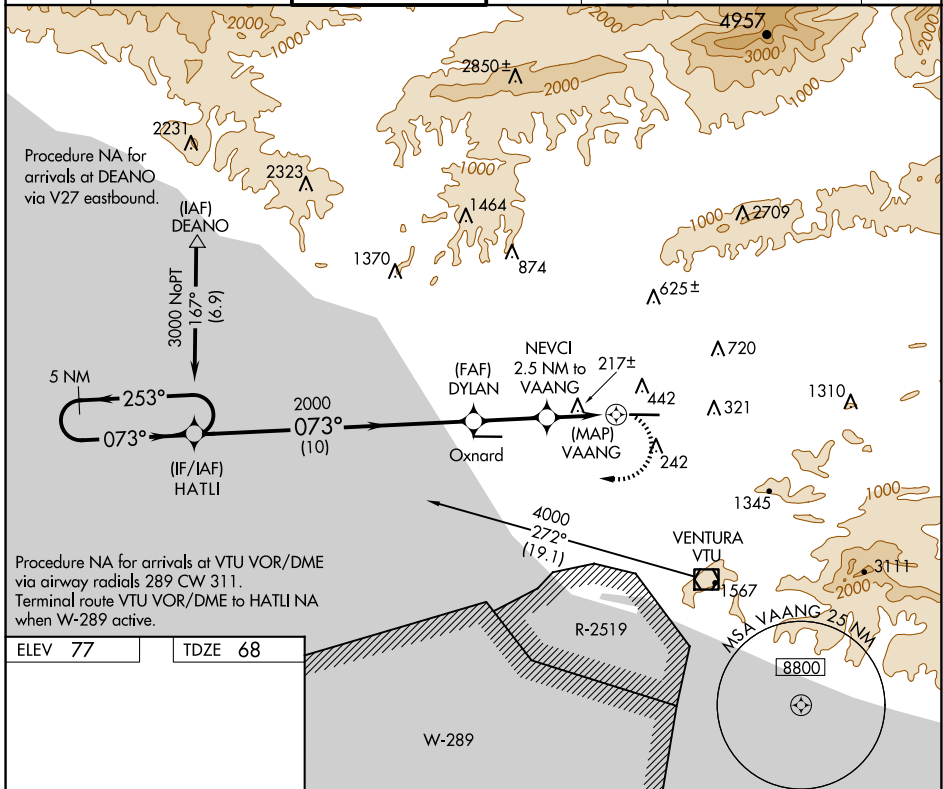 2000
1000
1000
4957
3000
2000
2850±
2000
1000
2231
Procedure NA for
arrivals at DEANO
via V27 eastbound.
2323
1000
1464
1000
2709
(IAF)
DEANO
1370
874
3000 NoPT
167°
(6.9)
625±
720
NEVCI
2.5 NM to
VAANG
217±
(FAF)
DYLAN
5 NM
253°
442
1310
321
2000
073°
073°
(10)
(MAP)
VAANG
Oxnard
242
(IF/IAF)
HATLI
1345
1000
4000
272°
(19.1)
VENTURA
VTU
3111
2000
1567
Procedure NA for arrivals at VTU VOR/DME
via airway radials 289 CW 311.
Terminal route VTU VOR/DME to HATLI NA
when W-289 active.
R-2519
MSA VAANG 25 NM
8800
ELEV 77
TDZE 68
W-289